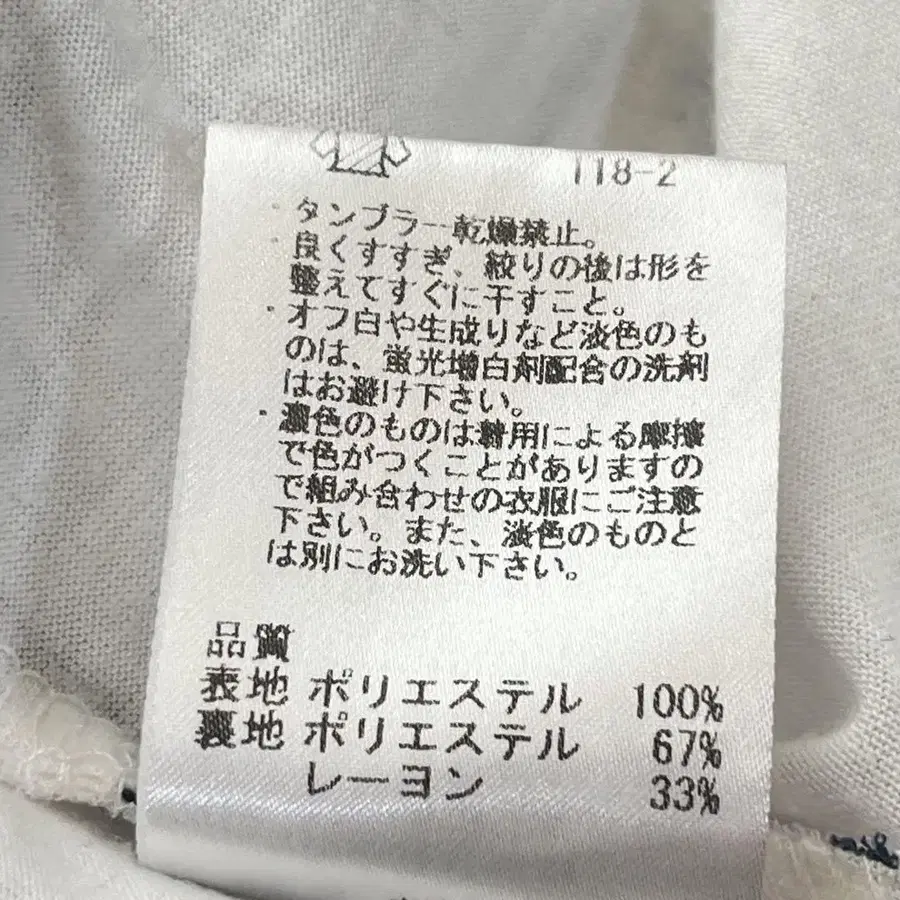 118-2
・タンブラー乾燥禁止。
良くすすぎ、絞りの後は形を
整えてすぐに干すこと。
・オフ白や生成りなど淡色のも
のは、蛍光増白剤配合の洗剤
はお避け下さい。
・濃色のものは着用による摩擦
で色がつくことがありますの
で組み合わせの衣服にご注意
下さい。また、淡色のものと
は別にお洗い下さい。
品質
表地 ポリエステル 100%
裏地 ポリエステル 67%
レーヨン 33%